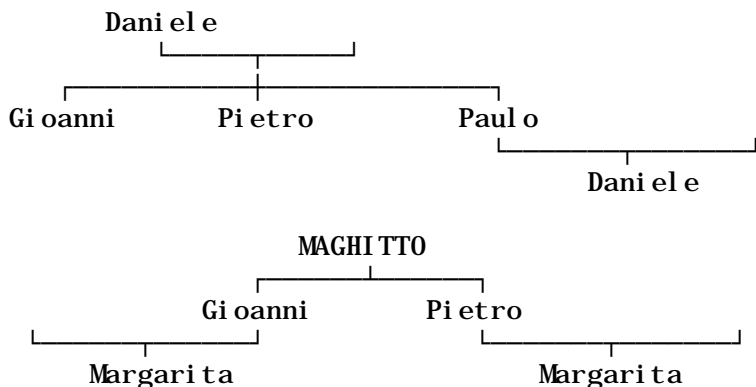 Daniele
Gioanni Pietro Paulo
Daniele
MAGHITTO
Gioanni Pietro
Margarita Margarita